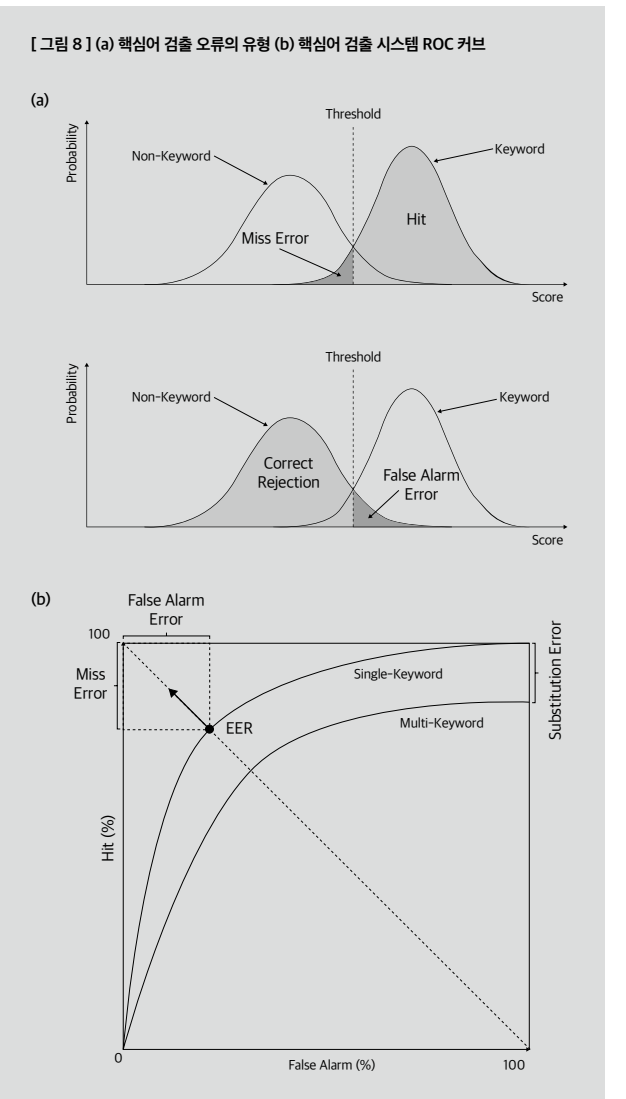 [ 그림 8 ] (a) 핵심어 검출 오류의 유형 (b) 핵심어 검출 시스템 ROC 커브
(a)
Threshold
Probability
Non-Keyword
Keyword
Hit
Miss Error
Score
Threshold
Probability
Non-Keyword
Keyword
Correct
Rejection
False Alarm
Error
Score
(b)
False Alarm
Error
100
Miss
Error
Single-Keyword
Substitution Error
EER
Multi-Keyword
Hit (%)
0
False Alarm (%)
100